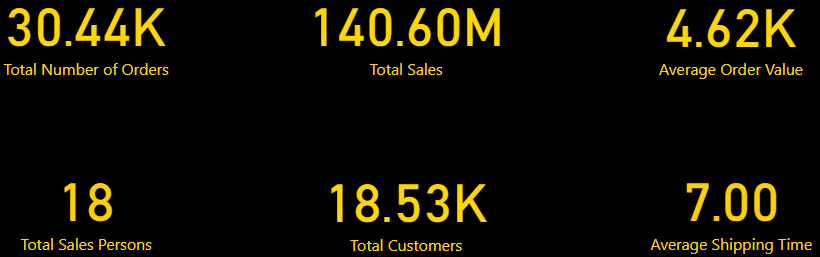 30.44K 140.60M 4.62K
Total Number of Orders Total Sales Average Order Value
18 18.53K 7.00
Total Sales Persons Total Customers Average Shipping Time